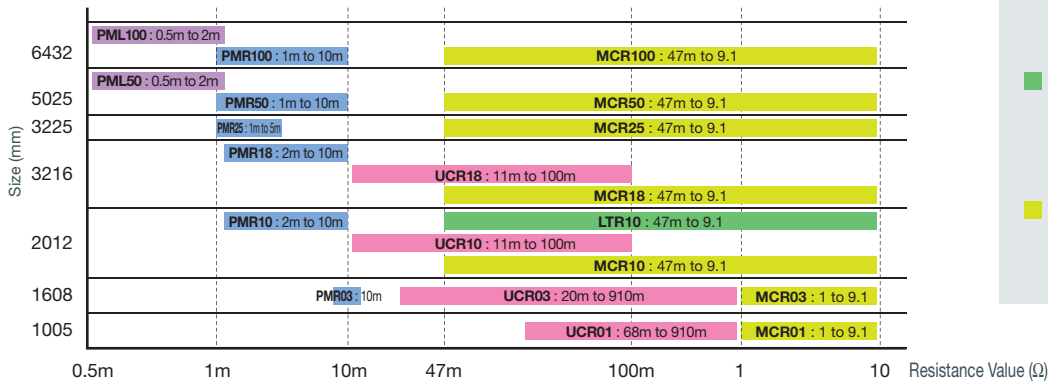 PML100 : 0.5m to 2m
6432
PMR100 : 1m to 10m
MCR100 : 47m to 9.1
PML50 : 0.5m to 2m
5025
PMR50 : 1m to 10m
MCR50 : 47m to 9.1
3225
PMR25 : 1m to 5m
MCR25 : 47m to 9.1
PMR18 : 2m to 10m
Size (mm)
3216
UCR18 : 11m to 100m
MCR18 : 47m to 9.1
PMR10 : 2m to 10m
LTR10 : 47m to 9.1
2012
UCR10 : 11m to 100m
MCR10 : 47m to 9.1
1608
PMR03 : 10m
UCR03 : 20m to 910m
MCR03 : 1 to 9.1
1005
UCR01 : 68m to 910m
MCR01 : 1 to 9.1
0.5m 1m 10m 47m 100m 1 10 Resistance Value (Ω)